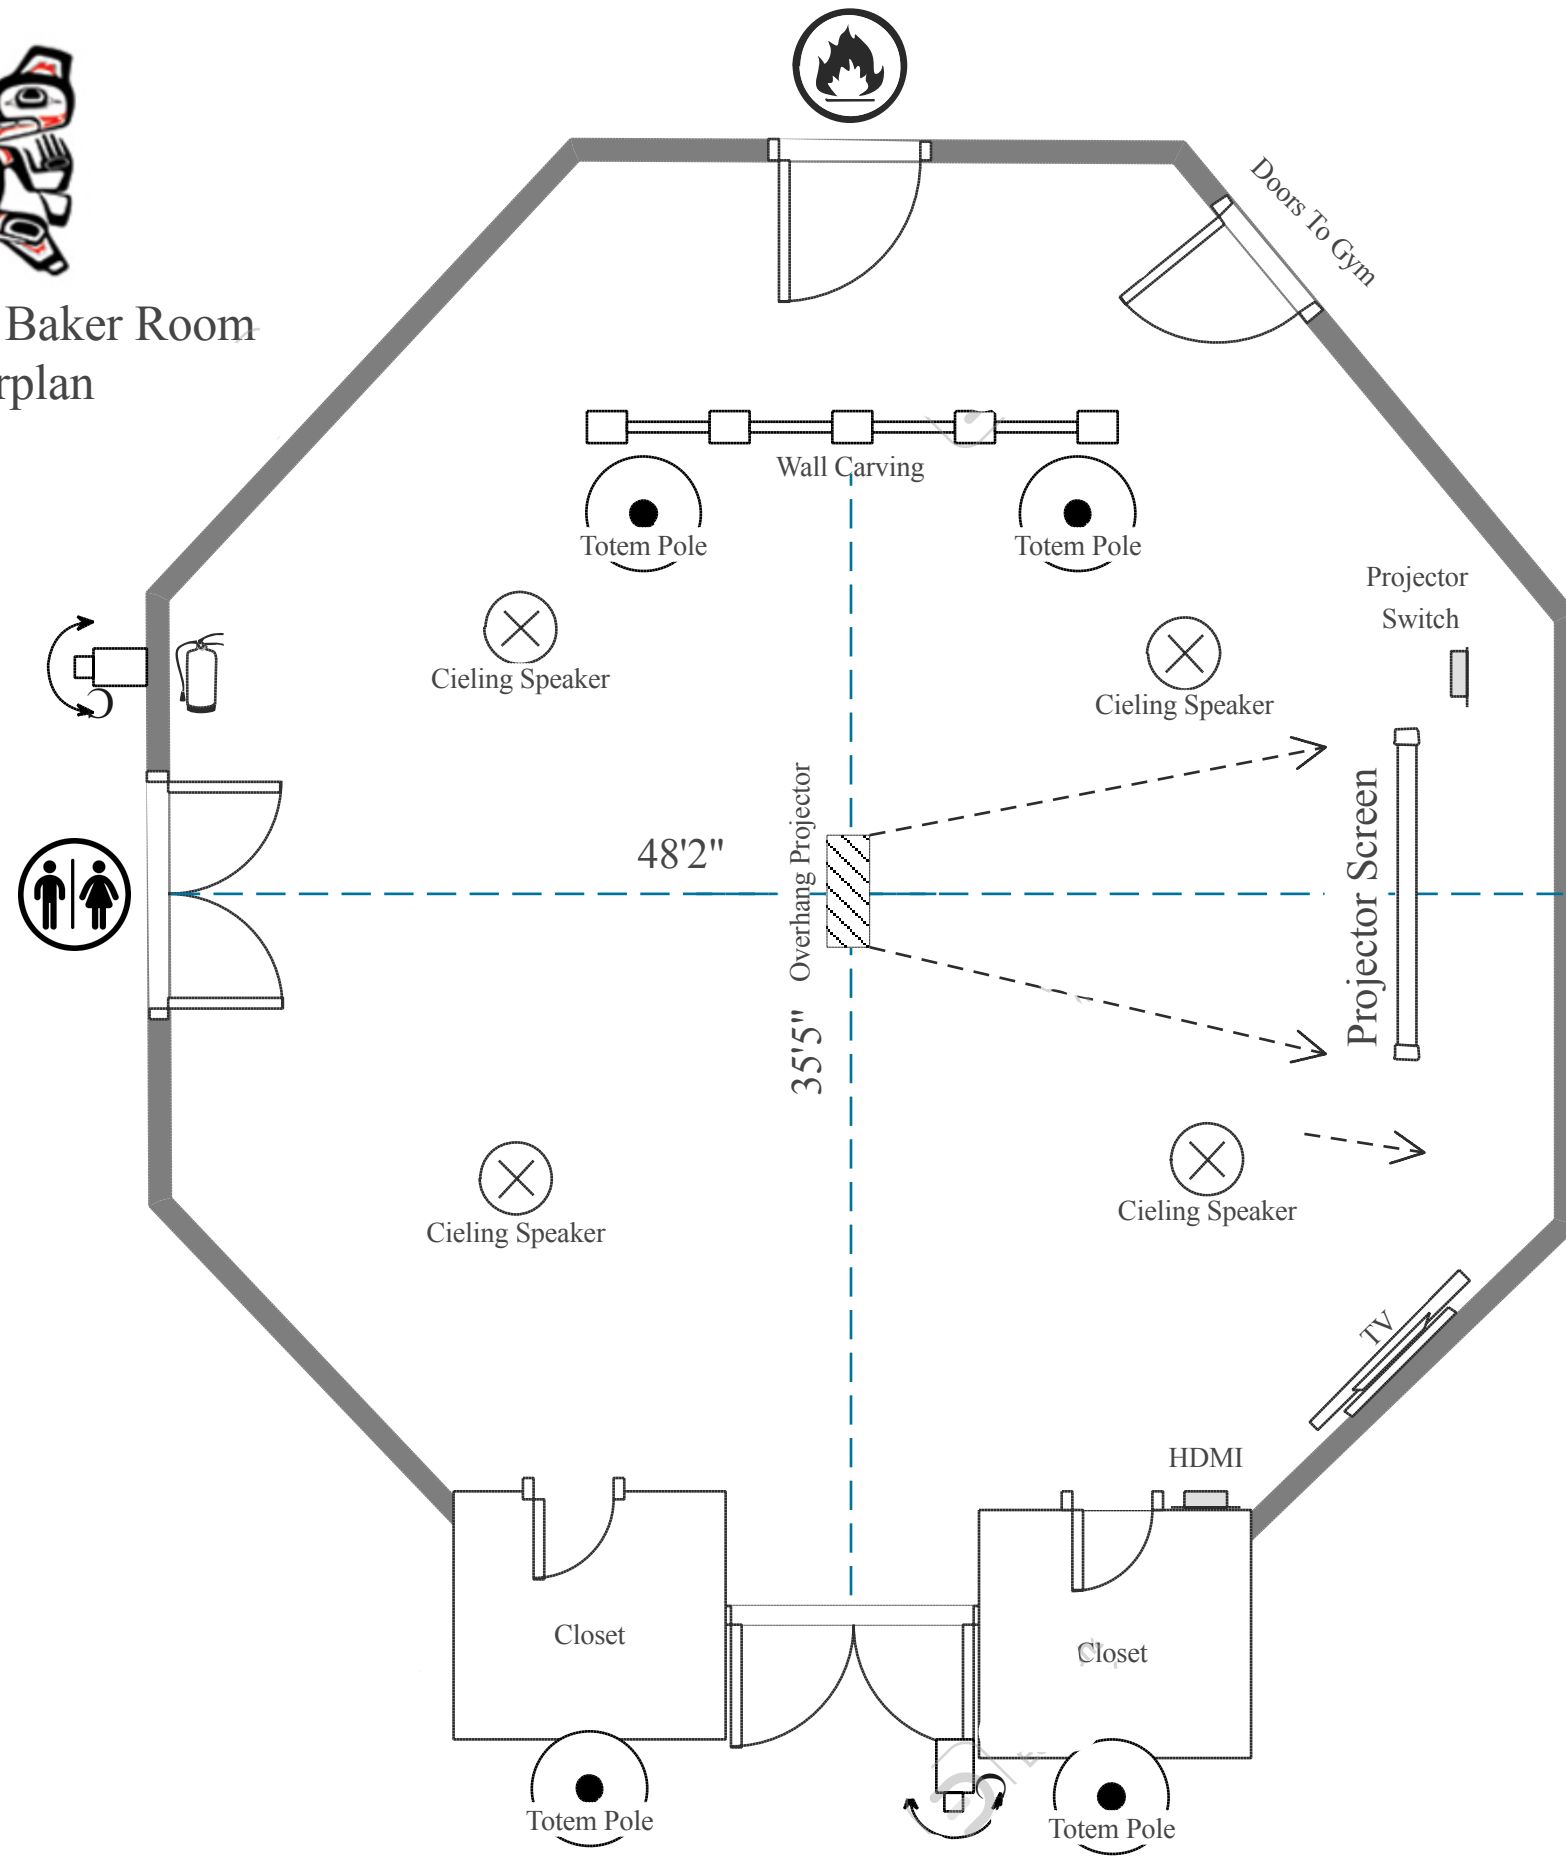 Baker Room
rplan
Doors To Gym
Wall Carving
Totem Pole
Totem Pole
Projector
Switch
Cieling Speaker
Cieling Speaker
48'2"
Overhang Projector
Projector Screen
35'5"
Cieling Speaker
Cieling Speaker
TV
HDMI
Closet
Closet
Totem Pole
Totem Pole